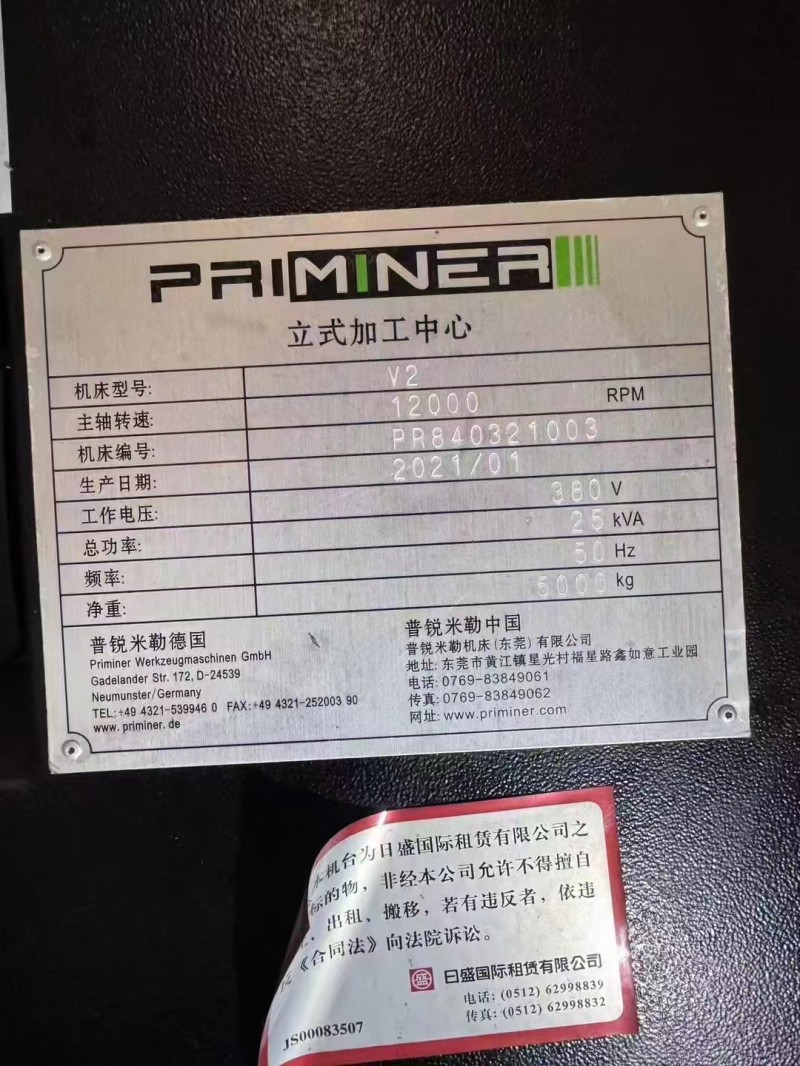 PRIMINER
立式加工中心
机床型号: V2
主轴转速: 12000 RPM
机床编号: PR840321003
生产日期: 2021/01
工作电压: 380 V
总功率: 25 kVA
频率: 50 Hz
净重: 5000 kg
普锐米勒德国
Priminer Werkzeugmaschinen GmbH
Gadelander Str. 172, D-24539
Neumunster/Germany
TEL:+49 4321-539946 0 FAX:+49 4321-252003 90
www. priminer. de
普锐米勒中国
普锐米勒机床(东莞)有限公司
地址: 东莞市黄江镇星光村福星路鑫如意工业园
电话: 0769-83849061
传真: 0769-83849062
网址: www.priminer.com
机台为日盛国际租赁有限公司之
标的物，非经本公司允许不得擅自
、出租、搬移，若有违反者，依违
反《合同法》向法院诉讼。
盛 日盛国际租赁有限公司
电话: (0512) 62998839
传真: (0512) 62998832
JS00083507